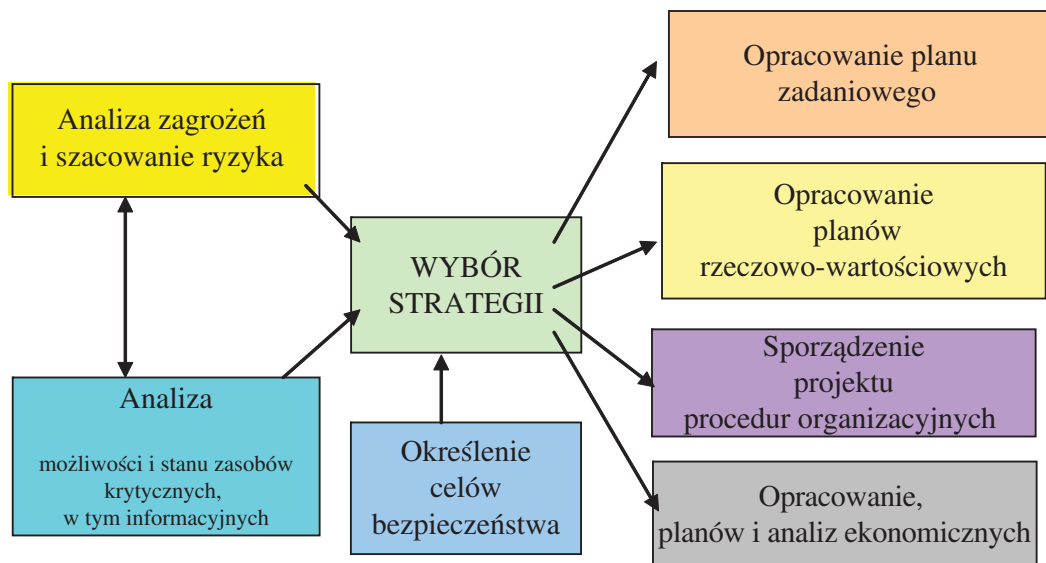 Analiza zagrożeń
i szacowanie ryzyka
Analiza
możliwości i stanu zasobów
krytycznych,
w tym informacyjnych
WYBÓR
STRATEGII
Określenie
celów
bezpieczeństwa
Opracowanie planu
zadaniowego
Opracowanie
planów
rzeczowo-wartościowych
Sporządzenie
projektu
procedur organizacyjnych
Opracowanie,
planów i analiz ekonomicznych